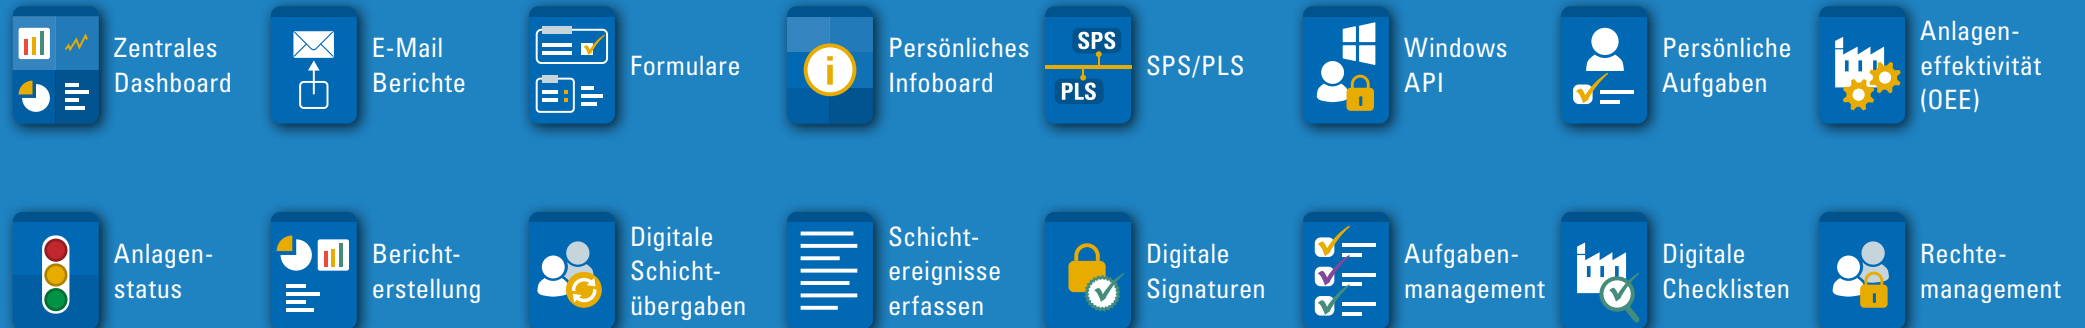 Zentrales
Dashboard
E-Mail
Berichte
Formulare
i
Persönliches
Infoboard
SPS
PLS
SPS/PLS
Windows
API
Persönliche
Aufgaben
Anlagen-
effektivität
(OEE)
Anlagen-
status
Bericht-
erstellung
Digitale
Schicht-
übergaben
Schicht-
ereignisse
erfassen
Digitale
Signaturen
Aufgaben-
management
Digitale
Checklisten
Rechte-
management